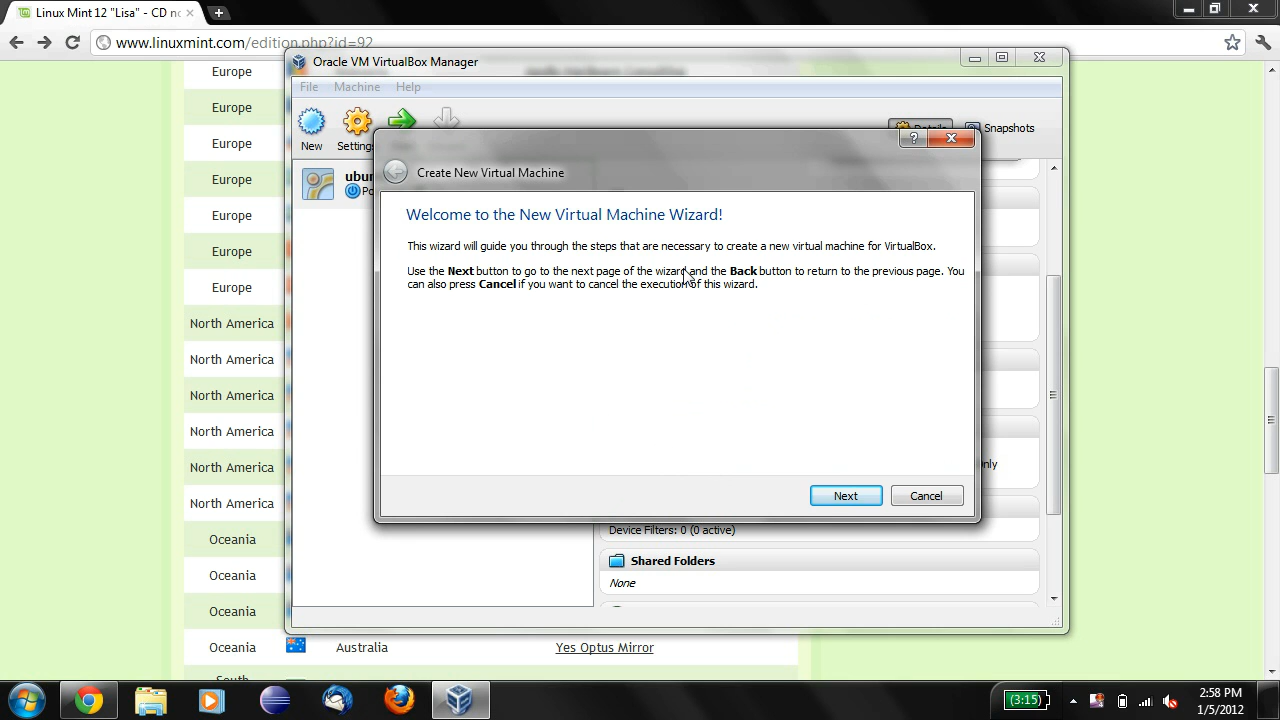 Linux Mint 12 "Lisa" - CD no
www.linuxmint.com/edition.php?id=92
Oracle VM VirtualBox Manager
File Machine Help
New
Settings
Details
Snapshots
ubun
Po
Create New Virtual Machine
Welcome to the New Virtual Machine Wizard!
This wizard will guide you through the steps that are necessary to create a new virtual machine for VirtualBox.
Use the Next button to go to the next page of the wizard and the Back button to return to the previous page. You
can also press Cancel if you want to cancel the execution of this wizard.
Next
Cancel
Only
Device Filters: 0 (0 active)
Shared Folders
None
Europe
Europe
Europe
Europe
Europe
Europe
Europe
North America
North America
North America
North America
North America
North America
Oceania
Oceania
Oceania
Oceania Australia Yes Optus Mirror
South
(3:15)
2:58 PM
1/5/2012